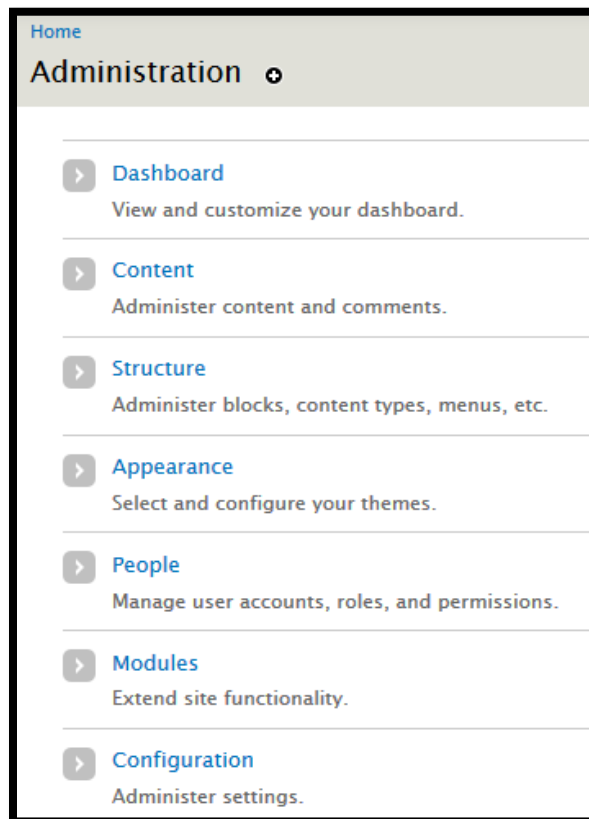 Home
Administration
Dashboard
View and customize your dashboard.
Content
Administer content and comments.
Structure
Administer blocks, content types, menus, etc.
Appearance
Select and configure your themes.
People
Manage user accounts, roles, and permissions.
Modules
Extend site functionality.
Configuration
Administer settings.